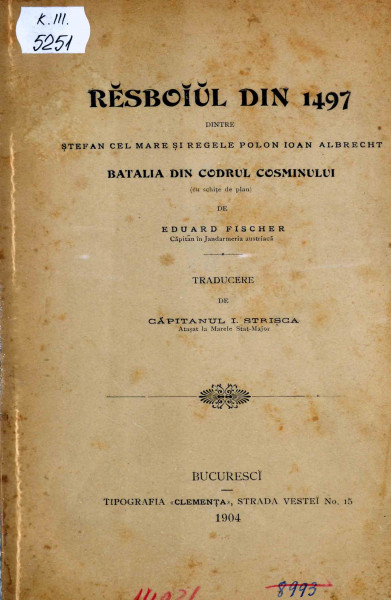 K. III.
5251
RĔSBOĬŬL DIN 1497
DINTRE
ȘTEFAN CEL MARE ȘI REGELE POLON IOAN ALBRECHT
BATALIA DIN CODRUL COSMINULUI
(cu schițe de plan)
DE
EDUARD FISCHER
Căpitan în Jandarmeria austriacă
TRADUCERE
DE
CĂPITANUL I. STRIȘCA
Atașat la Marele Stat-Major
BUCURESCĬ
TIPOGRAFIA «CLEMENȚA», STRADA VESTEĬ No. 15
1904
8993